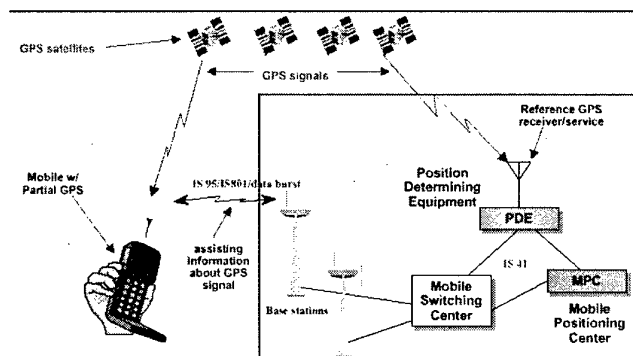 GPS satellites
GPS signals
Reference GPS
receiver/service
Mobile w/
Partial GPS
IS 95/IS801/data burst
Position
Determining
Equipment
PDE
assisting
information
about GPS
signal
IS 41
Base stations
Mobile
Switching
Center
MPC
Mobile
Positioning
Center